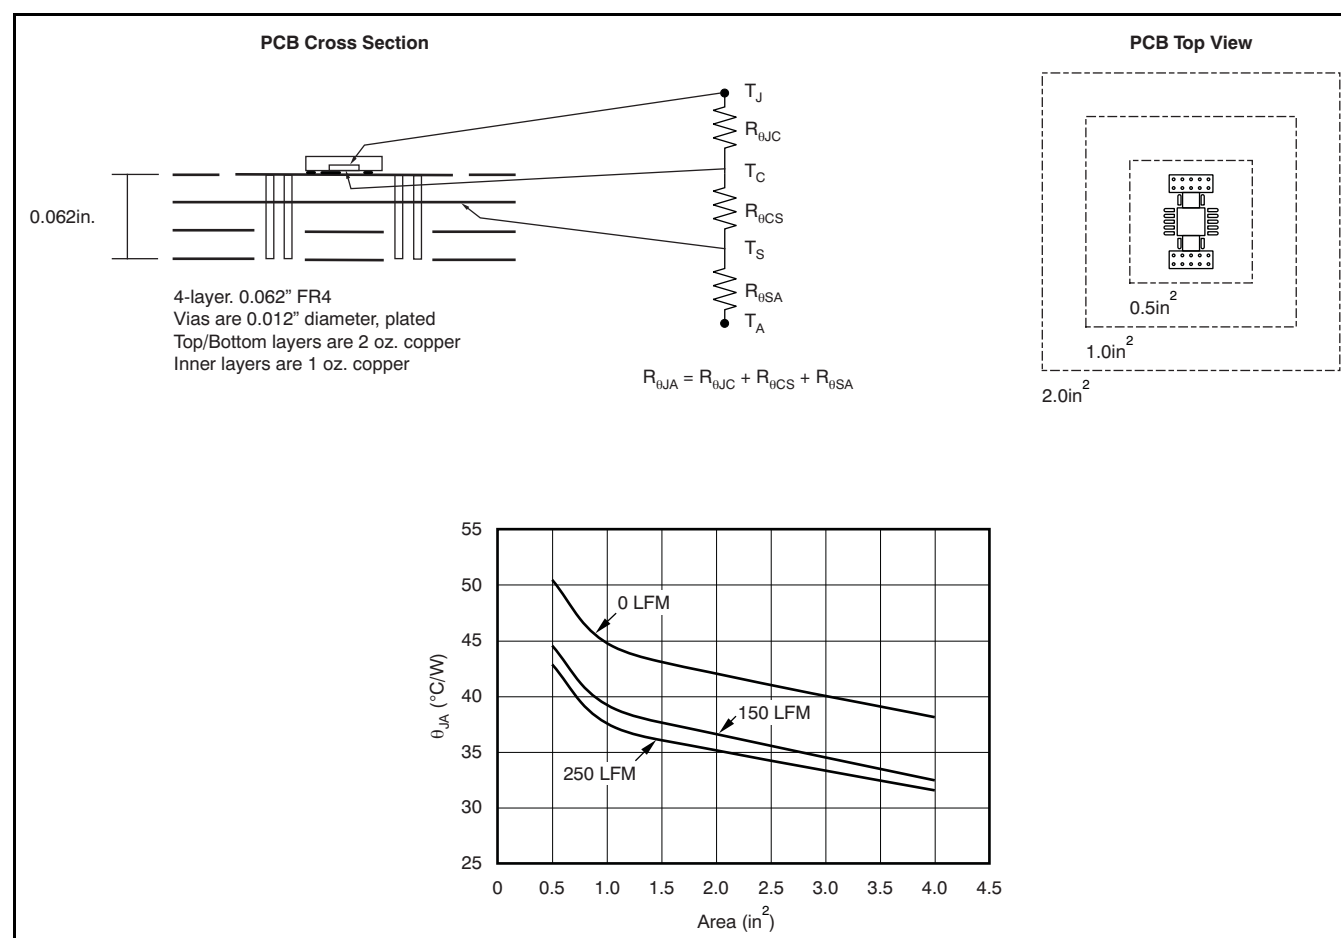 PCB Cross Section
PCB Top View
T_J
R_θJC
T_C
R_θCS
T_S
R_θSA
T_A
0.062in.
4-layer. 0.062” FR4
Vias are 0.012” diameter, plated
Top/Bottom layers are 2 oz. copper
Inner layers are 1 oz. copper
R_θJA = R_θJC + R_θCS + R_θSA
0.5in²
1.0in²
2.0in²
55
50
45
40
35
30
25
θ_JA (°C/W)
0 LFM
150 LFM
250 LFM
0 0.5 1.0 1.5 2.0 2.5 3.0 3.5 4.0 4.5
Area (in²)